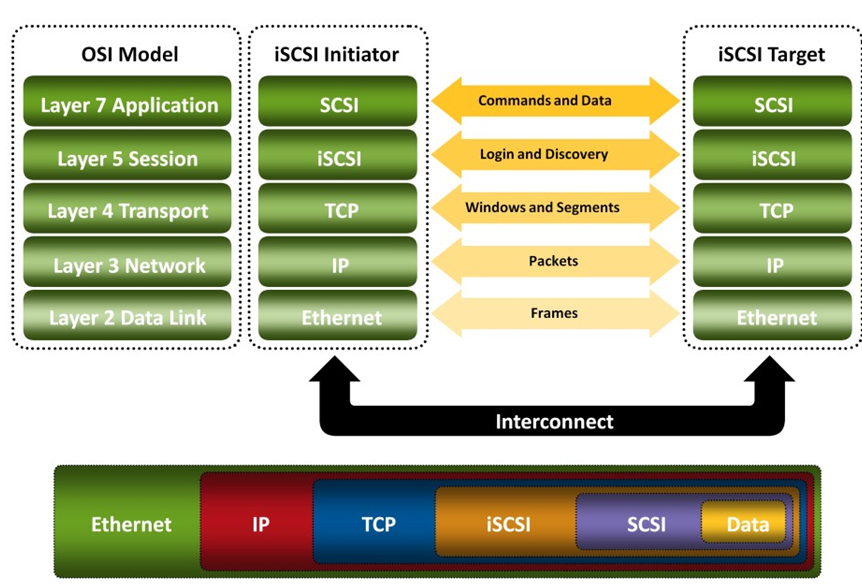 OSI Model
iSCSI Initiator
iSCSI Target
Layer 7 Application
SCSI
Commands and Data
SCSI
Layer 5 Session
iSCSI
Login and Discovery
iSCSI
Layer 4 Transport
TCP
Windows and Segments
TCP
Layer 3 Network
IP
Packets
IP
Layer 2 Data Link
Ethernet
Frames
Ethernet
Interconnect
Ethernet
IP
TCP
iSCSI
SCSI
Data